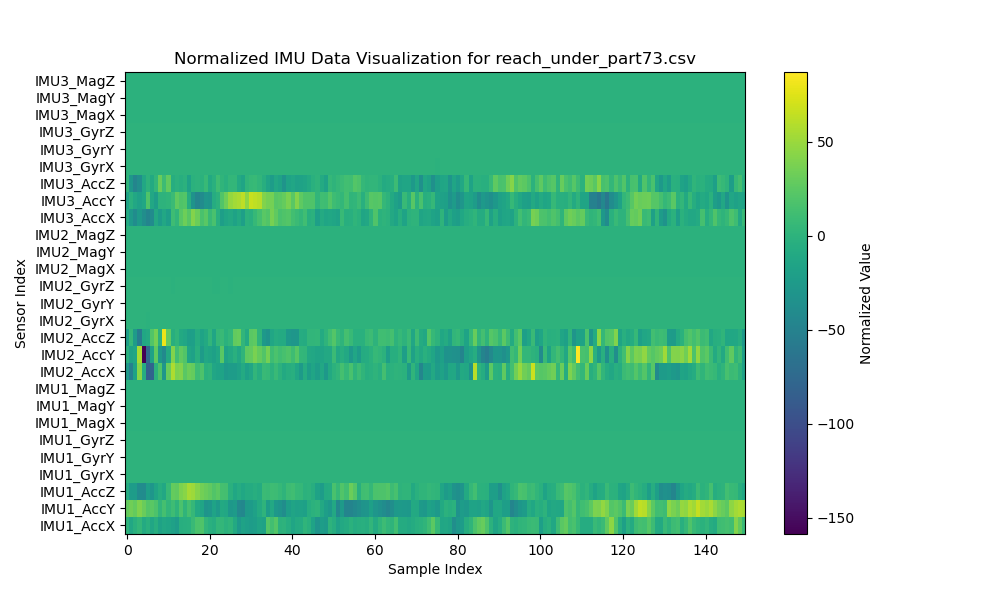 Normalized IMU Data Visualization for reach_under_part73.csv
IMU3_MagZ
IMU3_MagY
IMU3_MagX
IMU3_GyrZ
IMU3_GyrY
IMU3_GyrX
IMU3_AccZ
IMU3_AccY
IMU3_AccX
IMU2_MagZ
IMU2_MagY
IMU2_MagX
IMU2_GyrZ
IMU2_GyrY
IMU2_GyrX
IMU2_AccZ
IMU2_AccY
IMU2_AccX
IMU1_MagZ
IMU1_MagY
IMU1_MagX
IMU1_GyrZ
IMU1_GyrY
IMU1_GyrX
IMU1_AccZ
IMU1_AccY
IMU1_AccX
Sensor Index
0 20 40 60 80 100 120 140
Sample Index
50
0
−50
−100
−150
Normalized Value